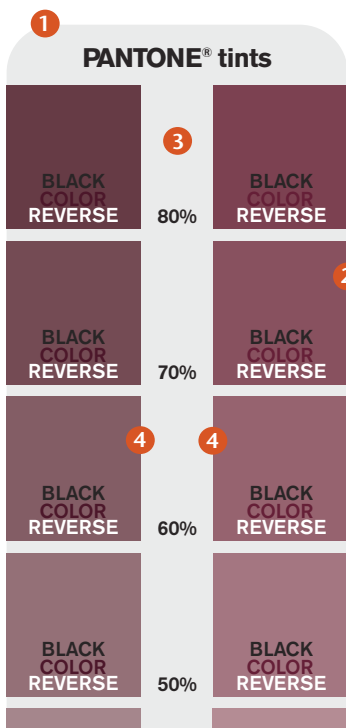 1
PANTONE® tints
3
BLACK
COLOR
REVERSE
80%
BLACK
COLOR
REVERSE
2
BLACK
COLOR
REVERSE
70%
BLACK
COLOR
REVERSE
4
4
BLACK
COLOR
REVERSE
60%
BLACK
COLOR
REVERSE
BLACK
COLOR
REVERSE
50%
BLACK
COLOR
REVERSE